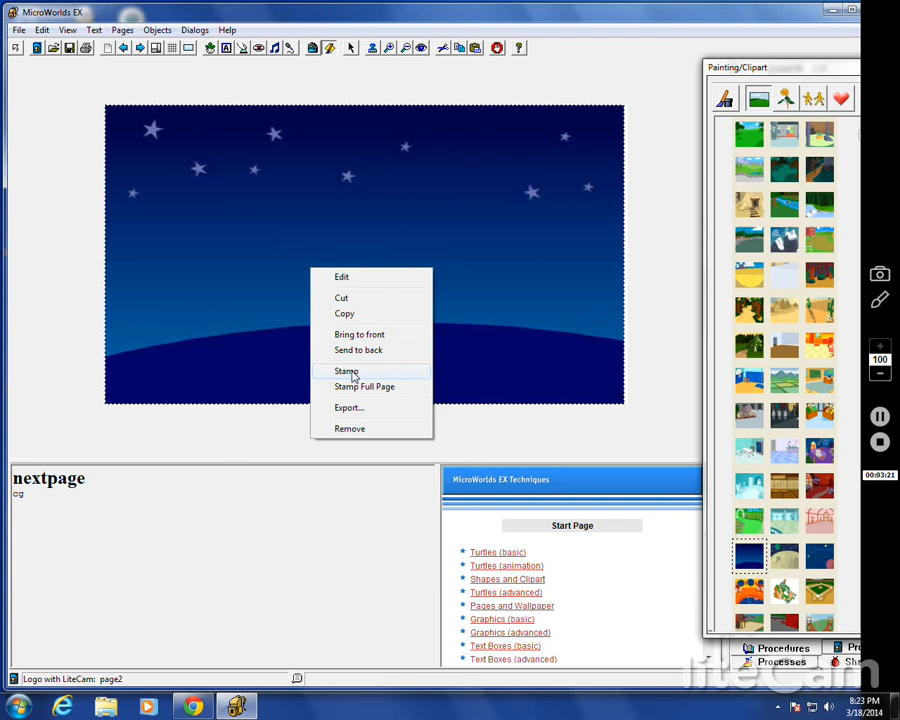 MicroWorlds EX
File Edit View Text Pages Objects Dialogs Help
Painting/Clipart
Edit
Cut
Copy
Bring to front
Send to back
Stamp
Stamp Full Page
Export...
Remove
100
00:03:21
nextpage
cg
MicroWorlds EX Techniques
Start Page
Turtles (basic)
Turtles (animation)
Shapes and Clipart
Turtles (advanced)
Pages and Wallpaper
Graphics (basic)
Graphics (advanced)
Text Boxes (basic)
Text Boxes (advanced)
Procedures
Processes
liteCam
Logo with LiteCam: page2
8:23 PM
3/18/2014